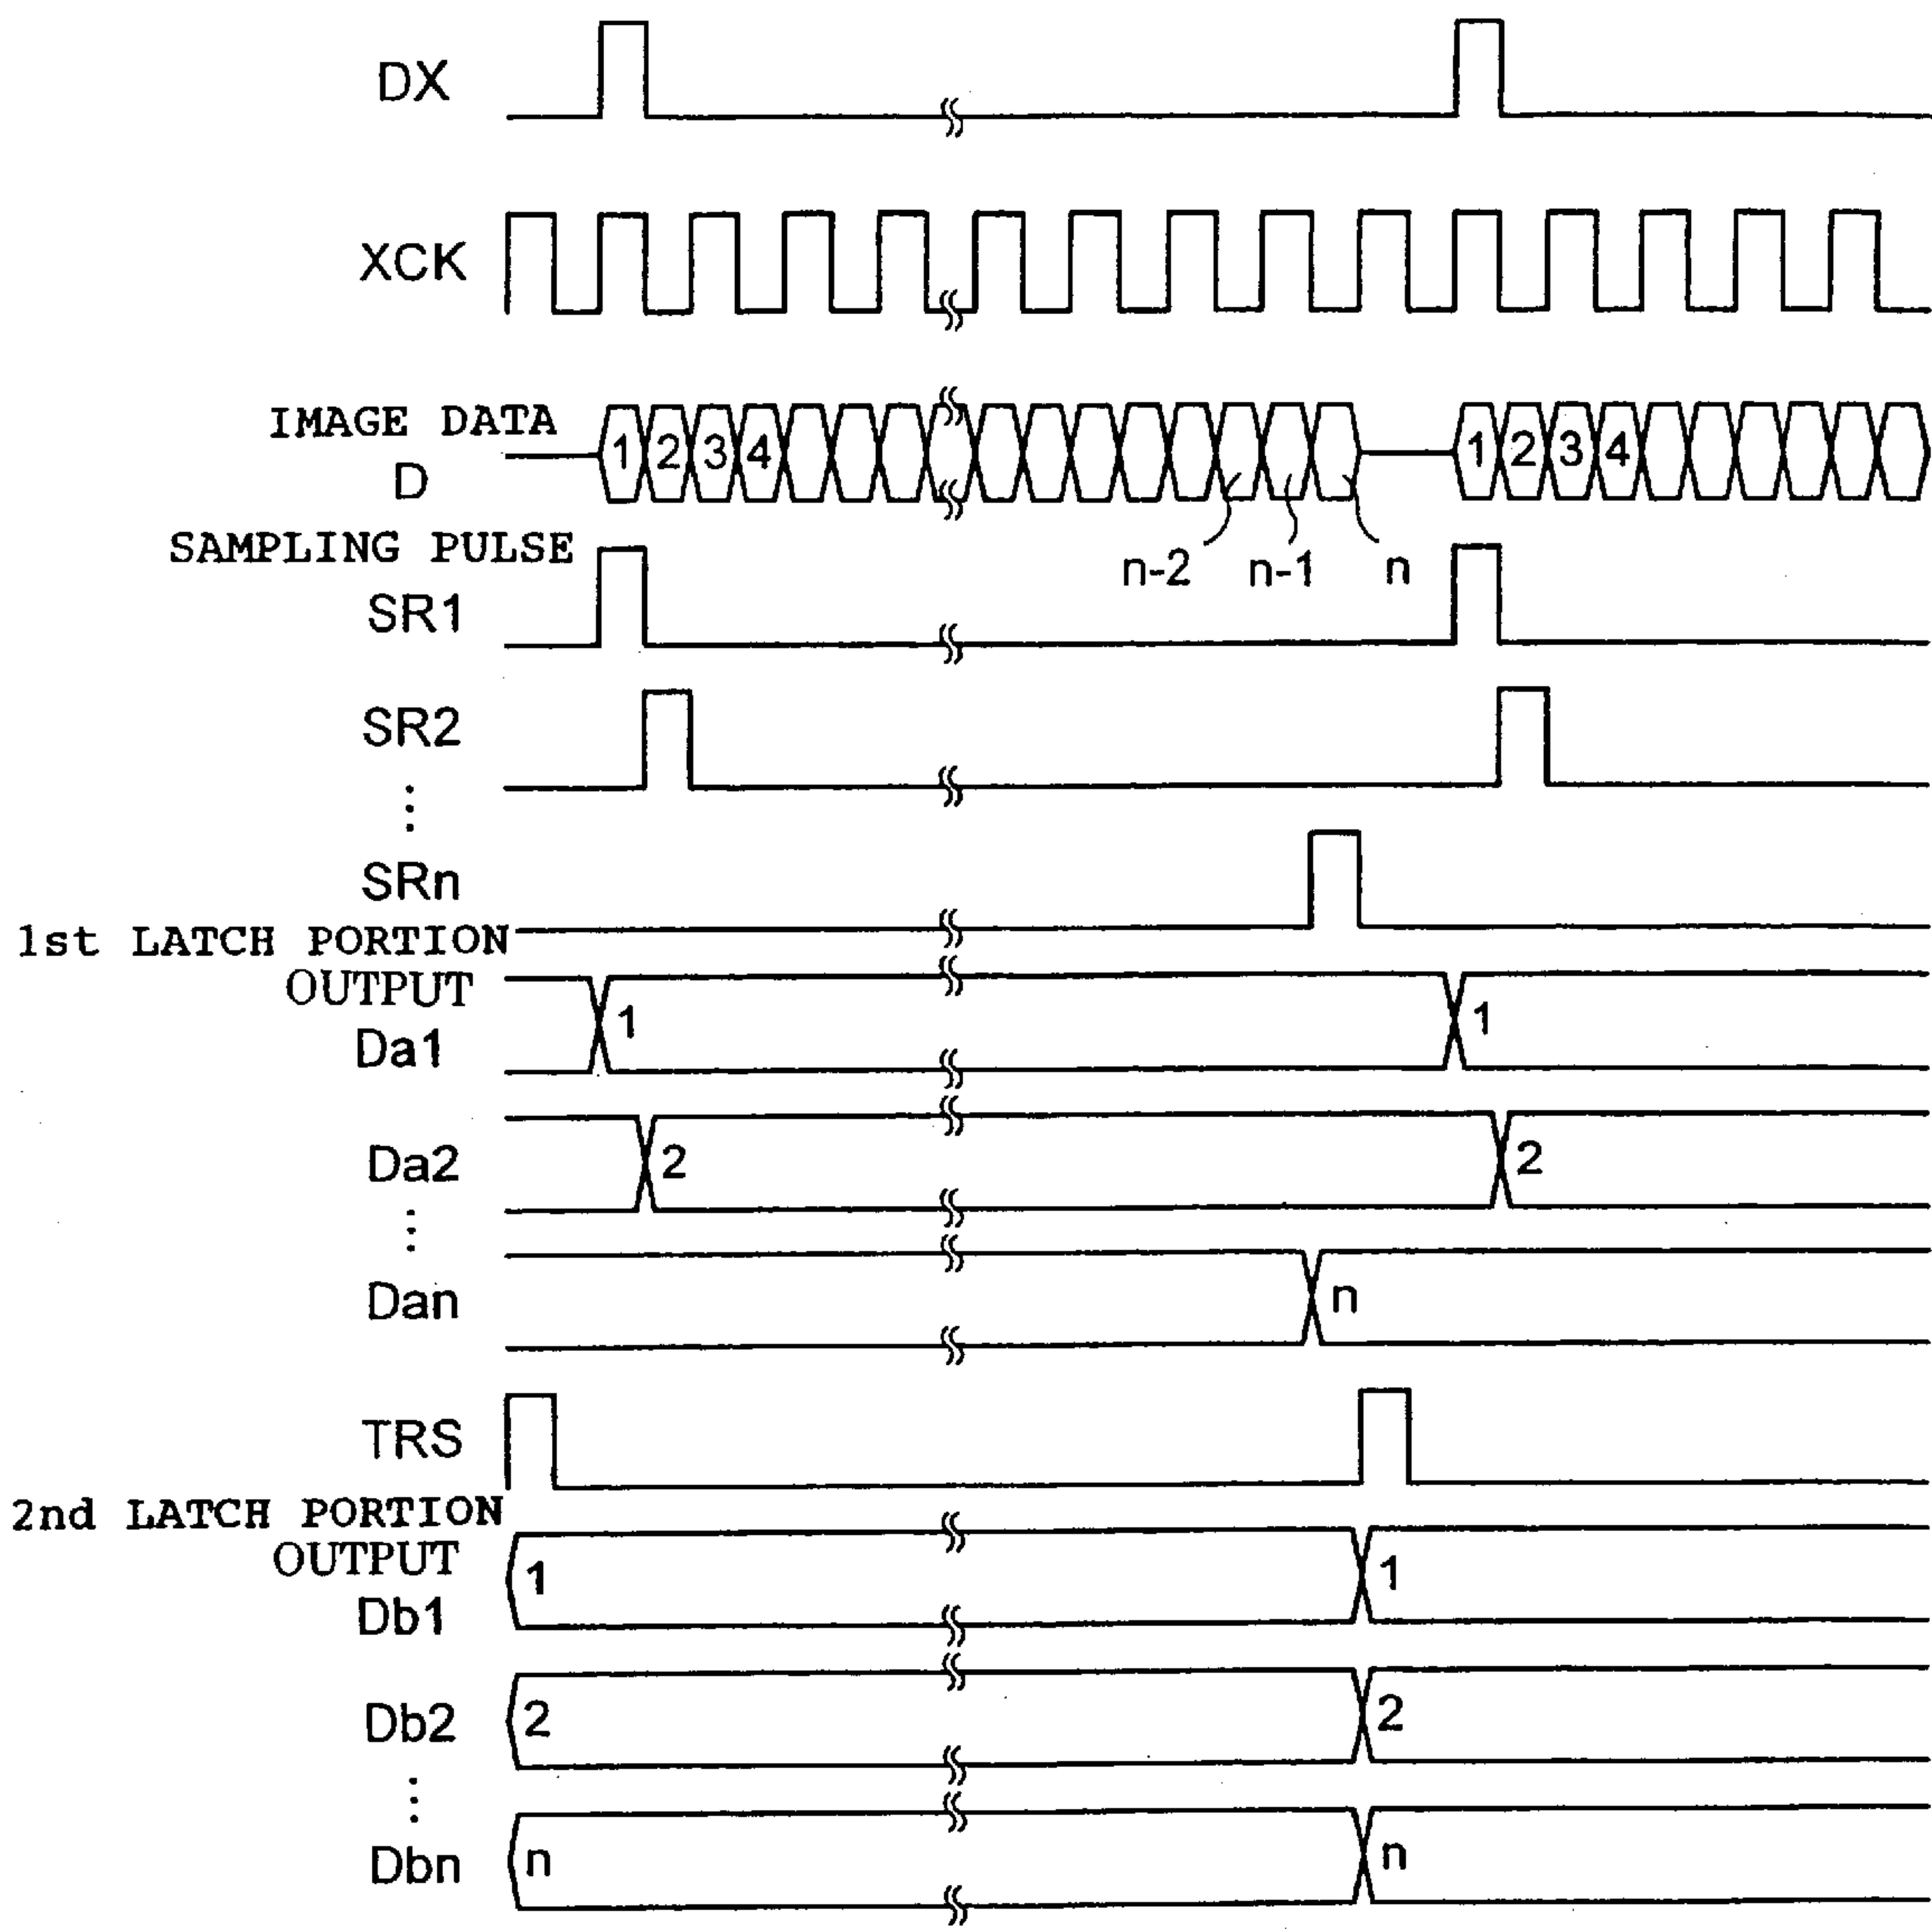 DX
XCK
IMAGE DATA
D
1 2 3 4 1 2 3 4
n-2 n-1 n
SAMPLING PULSE
SR1
SR2
⋮
SRn
1st LATCH PORTION
OUTPUT
Da1
1 1
Da2
2 2
⋮
Dan
n
TRS
2nd LATCH PORTION
OUTPUT
Db1
1 1
Db2
2 2
⋮
Dbn
n n